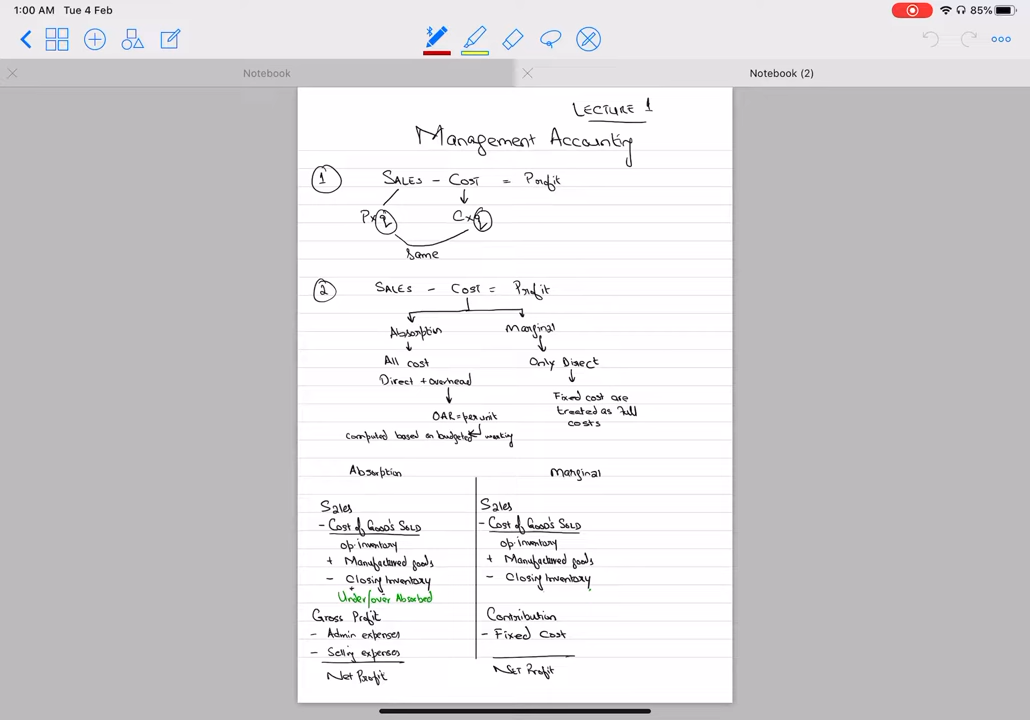 1:00 AM Tue 4 Feb
85%
Notebook
Notebook (2)
LECTURE 1
Management Accounting
1 SALES - COST = Profit
P×q C×q
Same
2 SALES - COST = Profit
Absorption Marginal
All cost Only Direct
Direct + overhead
Fixed cost are
treated as Full
costs
OAR = per unit
computed based on budgeted working
Absorption Marginal
Sales
- Cost of Good's SOLD
op. inventory
+ Manufactured goods
- Closing Inventory
Under/over Absorbed
Gross Profit
- Admin expenses
- Selling expenses
Net Profit
Sales
- Cost of Good's SOLD
op. inventory
+ Manufactured goods
- Closing Inventory
Contribution
- Fixed Cost
NET Profit